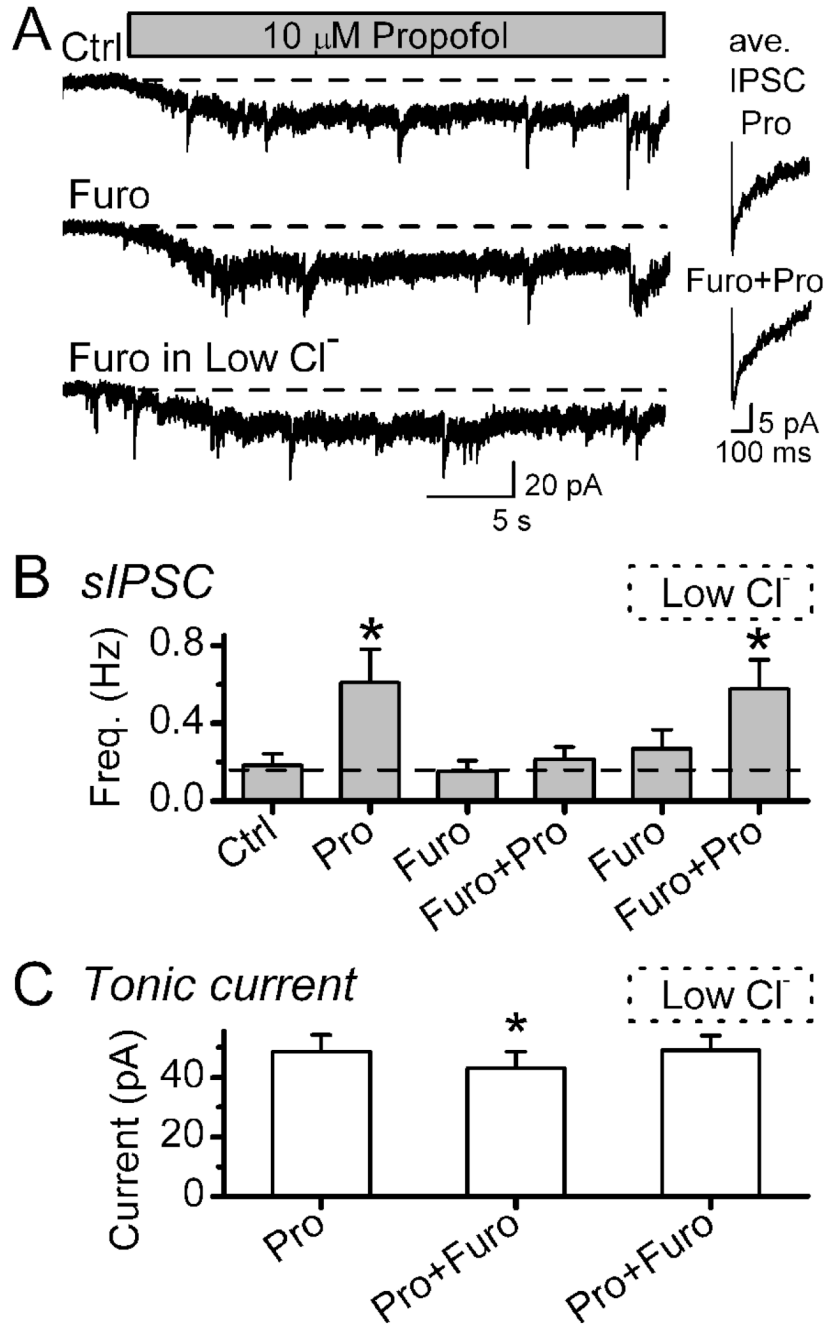 A
10 μM Propofol
Ctrl
Furo
Furo in Low Cl⁻
20 pA
5 s
ave.
IPSC
Pro
Furo+Pro
5 pA
100 ms
B sIPSC
Low Cl⁻
* *
Freq. (Hz)
0.8
0.4
0.0
Ctrl Pro Furo Furo+Pro Furo Furo+Pro
C Tonic current
Low Cl⁻
*
Current (pA)
40
20
0
Pro Pro+Furo Pro+Furo